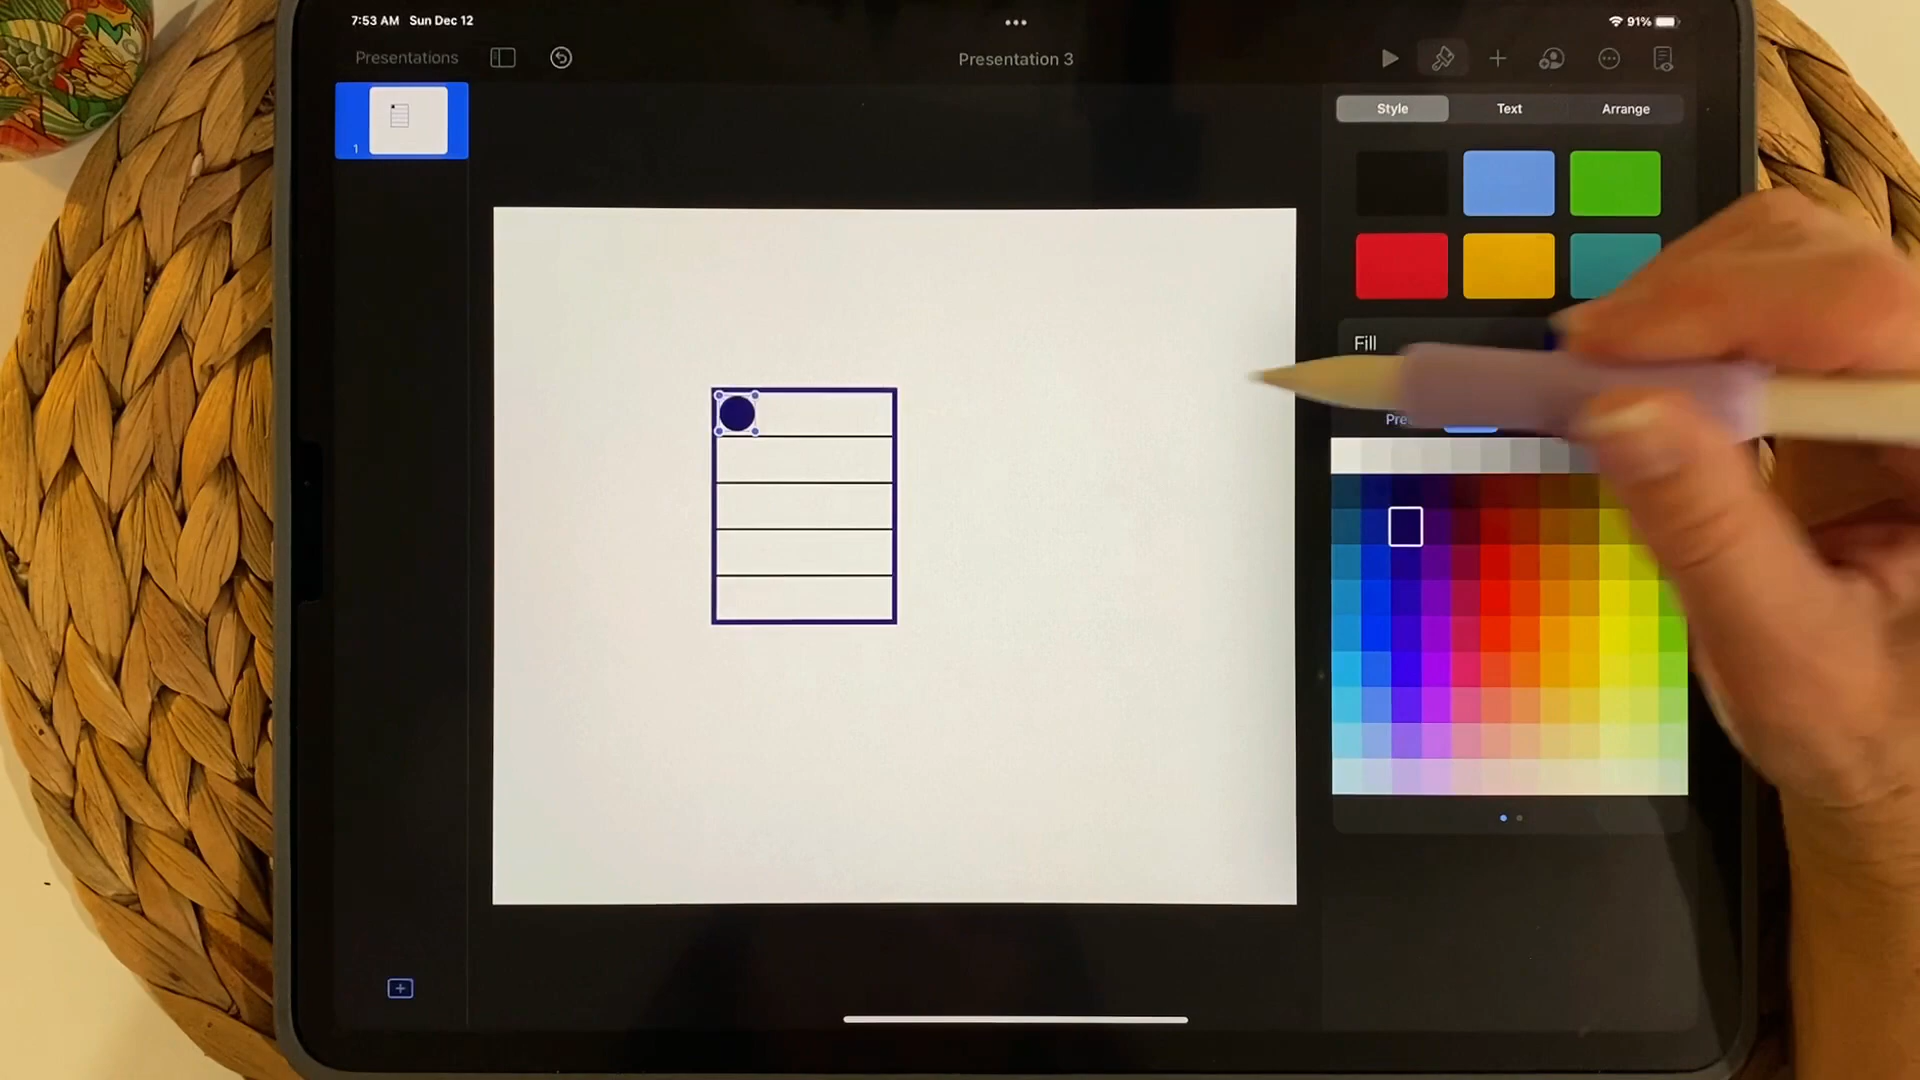 7:53 AM Sun Dec 12
91%
Presentations
Presentation 3
Style
Text
Arrange
1
Fill